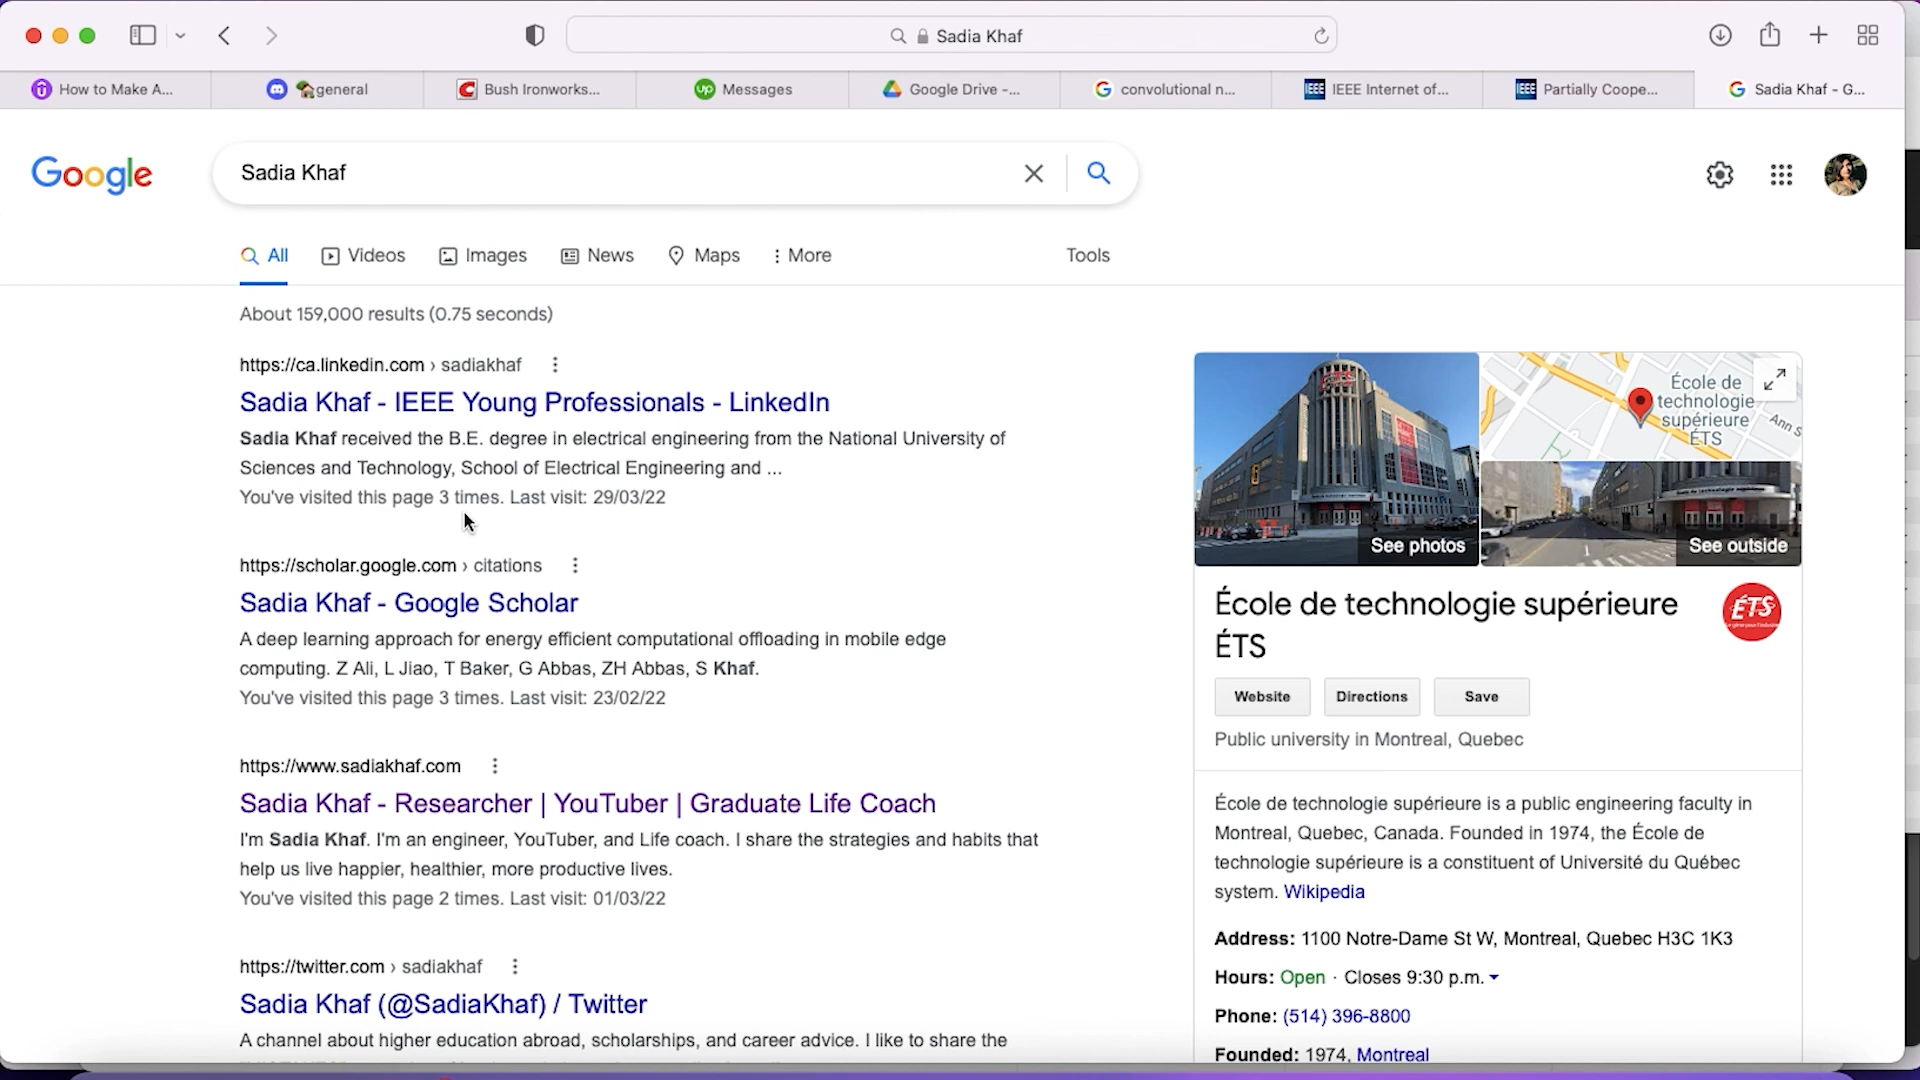 Sadia Khaf
How to Make A...
general
Bush Ironworks...
Messages
Google Drive -...
convolutional n...
IEEE Internet of...
Partially Coope...
Sadia Khaf - G...
Google
Sadia Khaf
All
Videos
Images
News
Maps
More
Tools
About 159,000 results (0.75 seconds)
https://ca.linkedin.com › sadiakhaf
Sadia Khaf - IEEE Young Professionals - LinkedIn
Sadia Khaf received the B.E. degree in electrical engineering from the National University of
Sciences and Technology, School of Electrical Engineering and ...
You've visited this page 3 times. Last visit: 29/03/22
https://scholar.google.com › citations
Sadia Khaf - Google Scholar
A deep learning approach for energy efficient computational offloading in mobile edge
computing. Z Ali, L Jiao, T Baker, G Abbas, ZH Abbas, S Khaf.
You've visited this page 3 times. Last visit: 23/02/22
https://www.sadiakhaf.com
Sadia Khaf - Researcher | YouTuber | Graduate Life Coach
I'm Sadia Khaf. I'm an engineer, YouTuber, and Life coach. I share the strategies and habits that
help us live happier, healthier, more productive lives.
You've visited this page 2 times. Last visit: 01/03/22
https://twitter.com › sadiakhaf
Sadia Khaf (@SadiaKhaf) / Twitter
A channel about higher education abroad, scholarships, and career advice. I like to share the
École de
technologie
supérieure
ÉTS
Ann S
See photos
See outside
École de technologie supérieure
ÉTS
ÉTS
Website
Directions
Save
Public university in Montreal, Quebec
École de technologie supérieure is a public engineering faculty in
Montreal, Quebec, Canada. Founded in 1974, the École de
technologie supérieure is a constituent of Université du Québec
system. Wikipedia
Address: 1100 Notre-Dame St W, Montreal, Quebec H3C 1K3
Hours: Open · Closes 9:30 p.m.
Phone: (514) 396-8800
Founded: 1974, Montreal